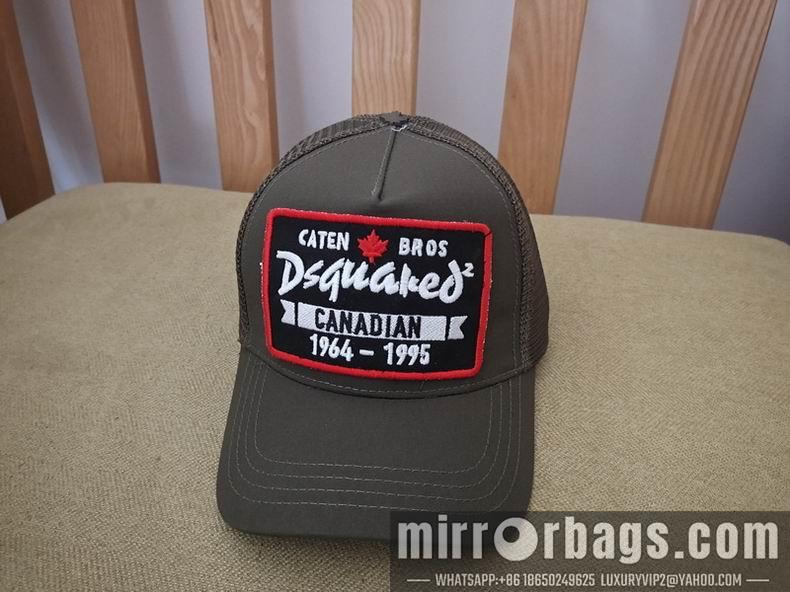 CATEN BROS
Dsquared²
CANADIAN
1964 - 1995
mirrorbags.com
WHATSAPP:+86 18650249625 LUXURYVIP2@YAHOO.COM